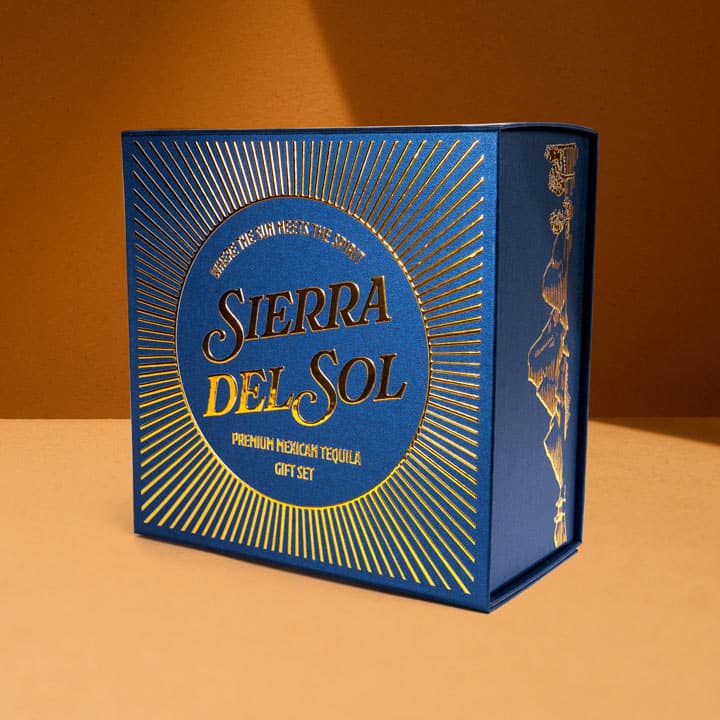 WHERE THE SUN MEETS THE SPIRIT
SIERRA
DEL SOL
PREMIUM MEXICAN TEQUILA
GIFT SET